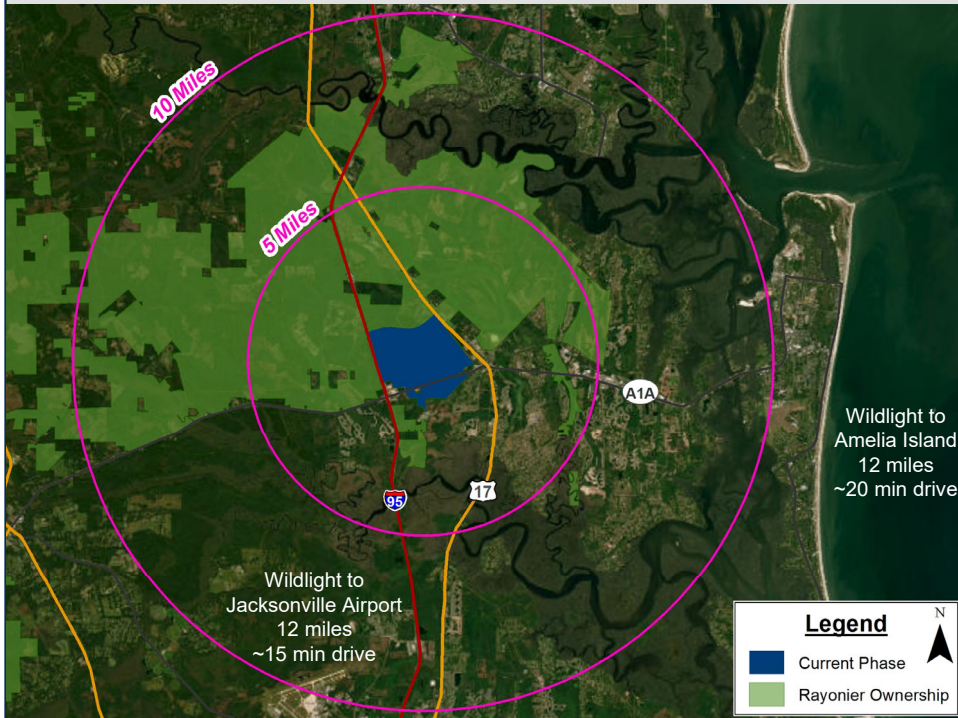 10 Miles
5 Miles
A1A
Wildlight to
Amelia Island
12 miles
~20 min drive
95
17
Wildlight to
Jacksonville Airport
12 miles
~15 min drive
Legend
N
Current Phase
Rayonier Ownership